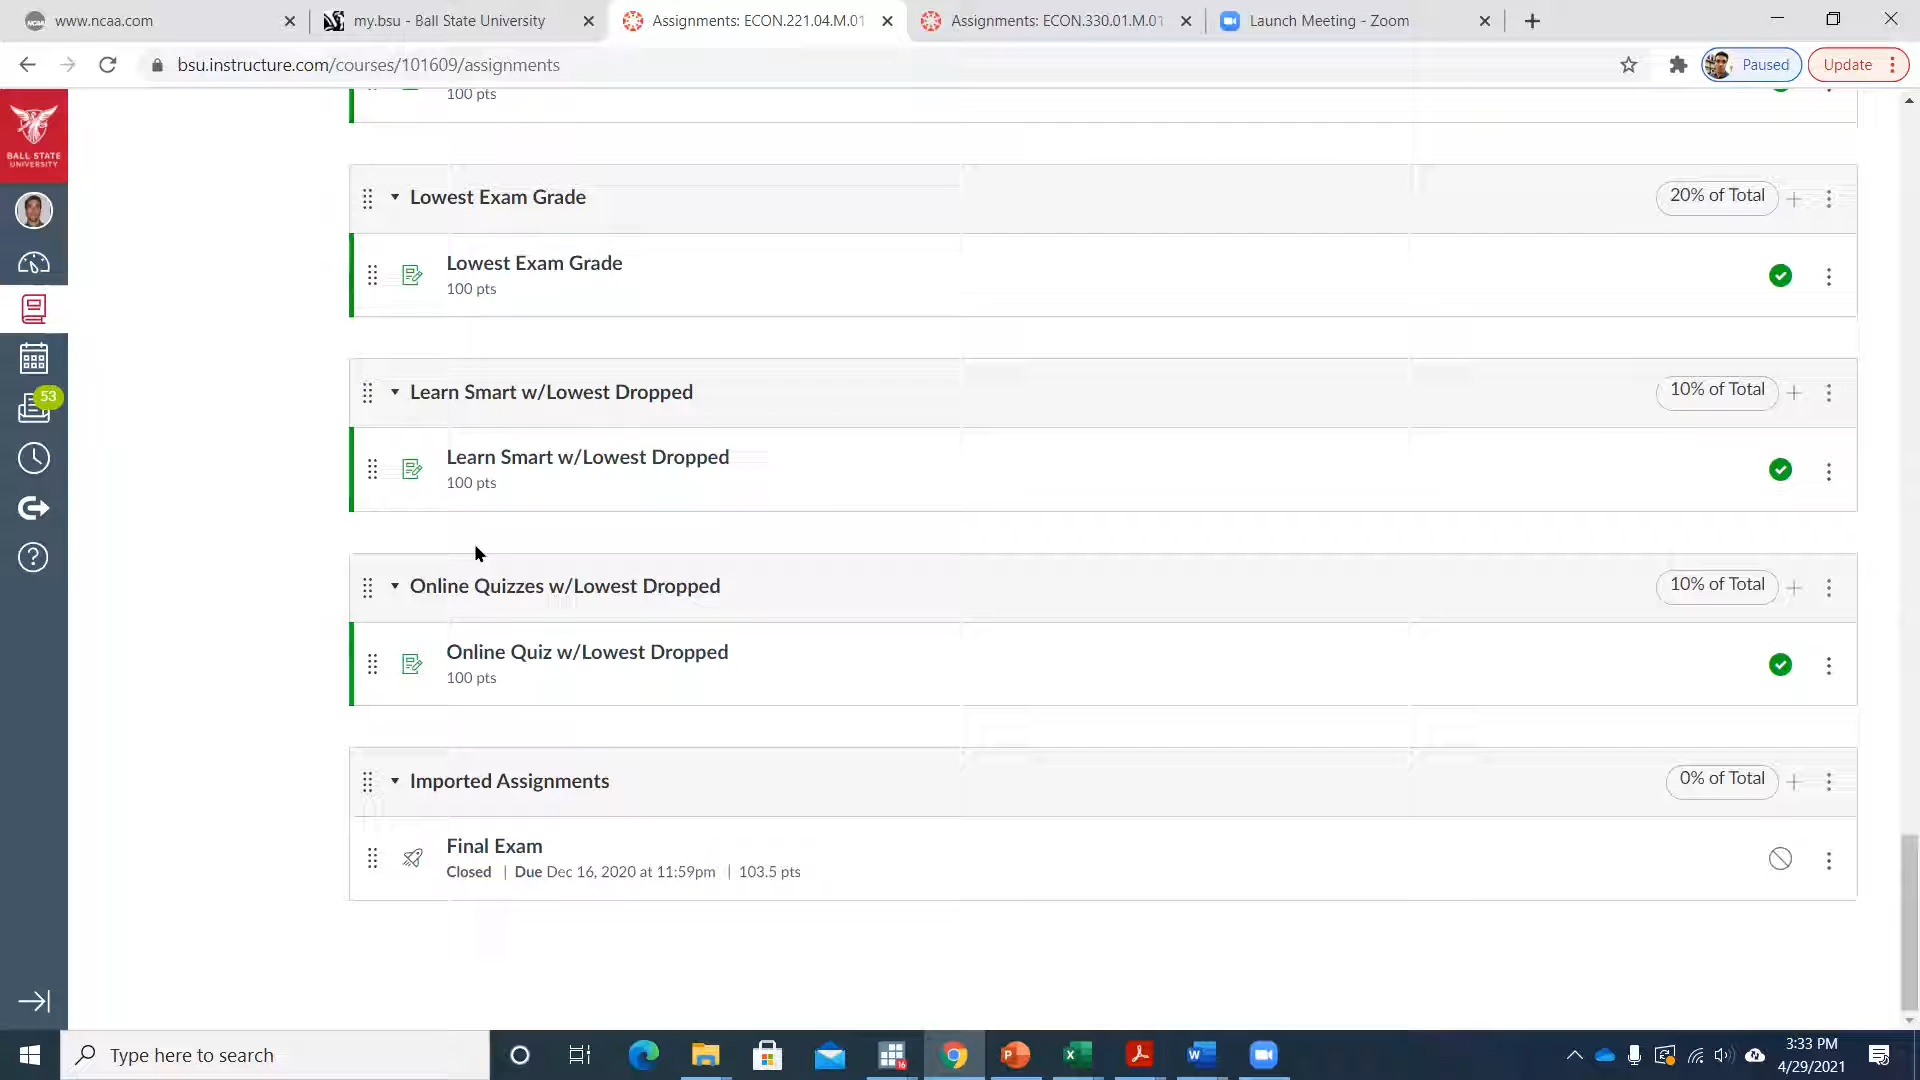 www.ncaa.com
my.bsu - Ball State University
Assignments: ECON.221.04.M.01
Assignments: ECON.330.01.M.01
Launch Meeting - Zoom
bsu.instructure.com/courses/101609/assignments
Paused
Update
BALL STATE
UNIVERSITY
100 pts
Lowest Exam Grade
20% of Total
Lowest Exam Grade
100 pts
Learn Smart w/Lowest Dropped
10% of Total
53
Learn Smart w/Lowest Dropped
100 pts
Online Quizzes w/Lowest Dropped
10% of Total
Online Quiz w/Lowest Dropped
100 pts
Imported Assignments
0% of Total
Final Exam
Closed | Due Dec 16, 2020 at 11:59pm | 103.5 pts
Type here to search
16
3:33 PM
4/29/2021